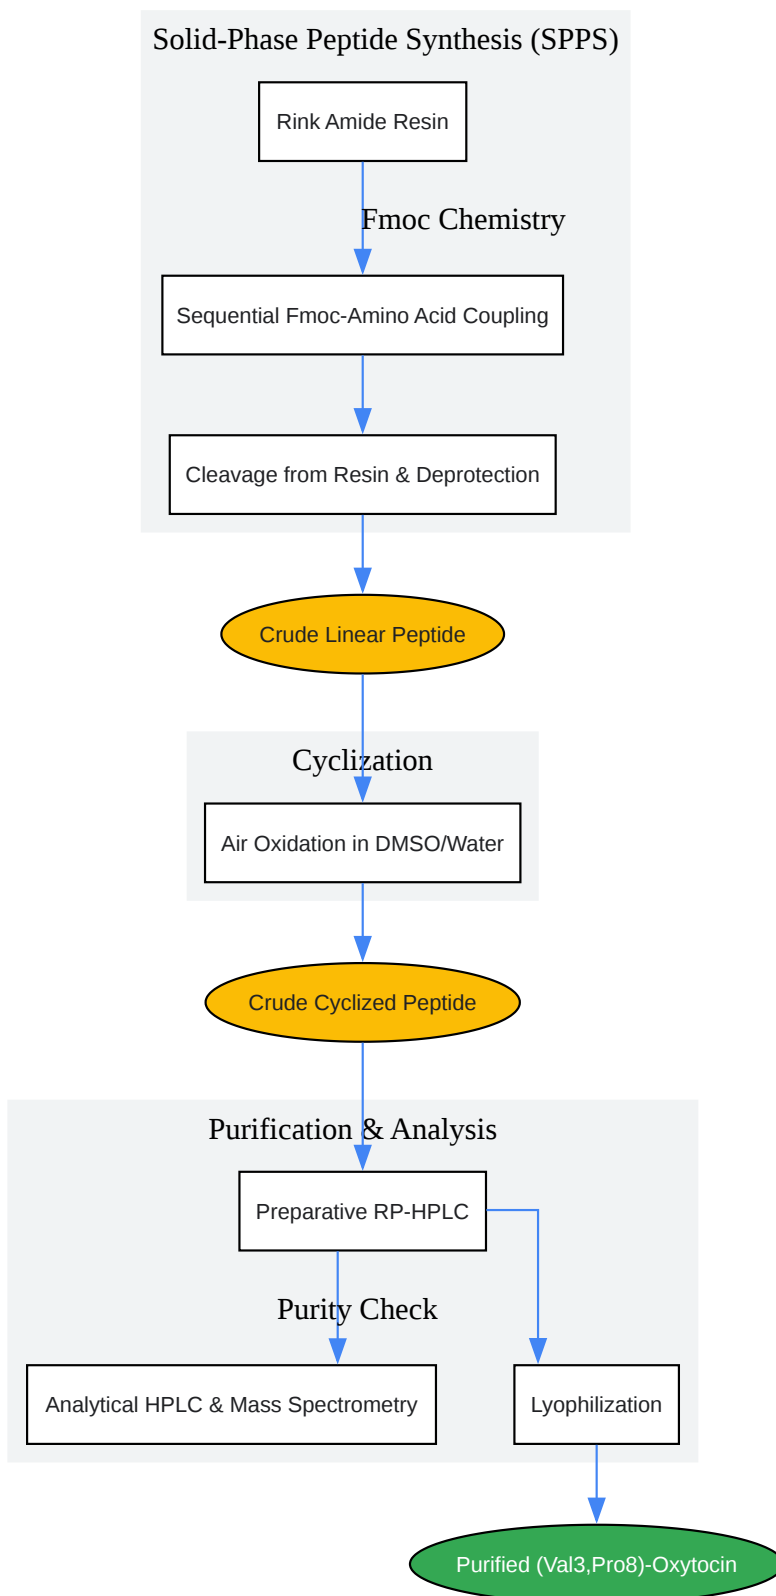 Solid-Phase Peptide Synthesis (SPPS)
Rink Amide Resin
Fmoc Chemistry
Sequential Fmoc-Amino Acid Coupling
Cleavage from Resin & Deprotection
Crude Linear Peptide
Cyclization
Air Oxidation in DMSO/Water
Crude Cyclized Peptide
Purification & Analysis
Preparative RP-HPLC
Purity Check
Analytical HPLC & Mass Spectrometry
Lyophilization
Purified (Val3,Pro8)-Oxytocin